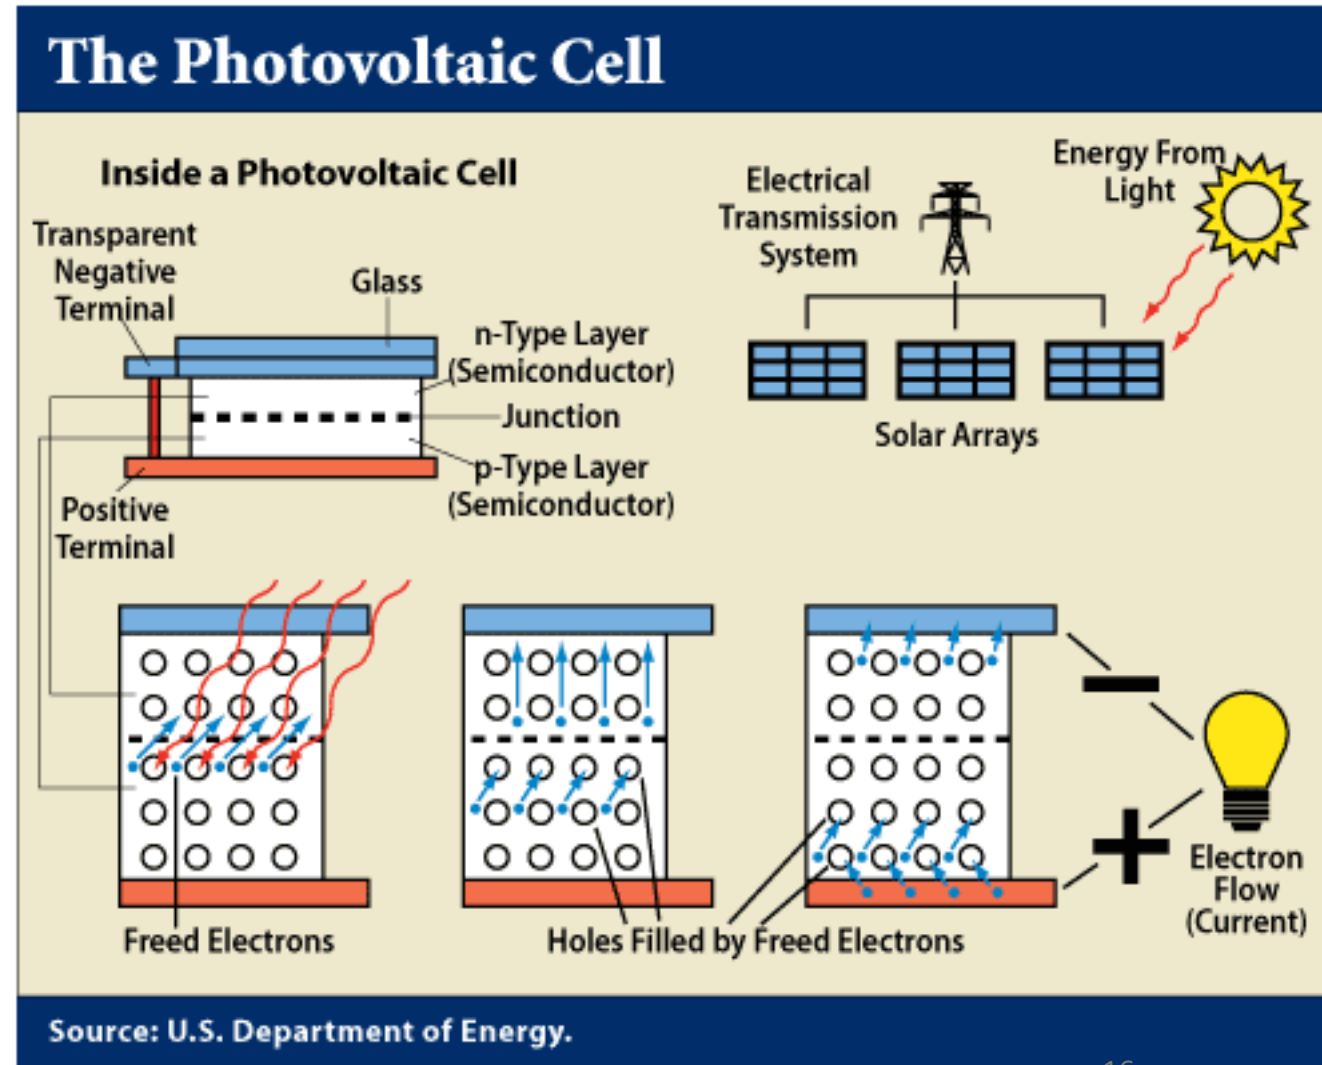 The Photovoltaic Cell
Inside a Photovoltaic Cell
Transparent
Negative
Terminal
Glass
n-Type Layer
(Semiconductor)
Junction
p-Type Layer
(Semiconductor)
Positive
Terminal
Electrical
Transmission
System
Energy From
Light
Solar Arrays
Freed Electrons
Holes Filled by Freed Electrons
Electron
Flow
(Current)
Source: U.S. Department of Energy.